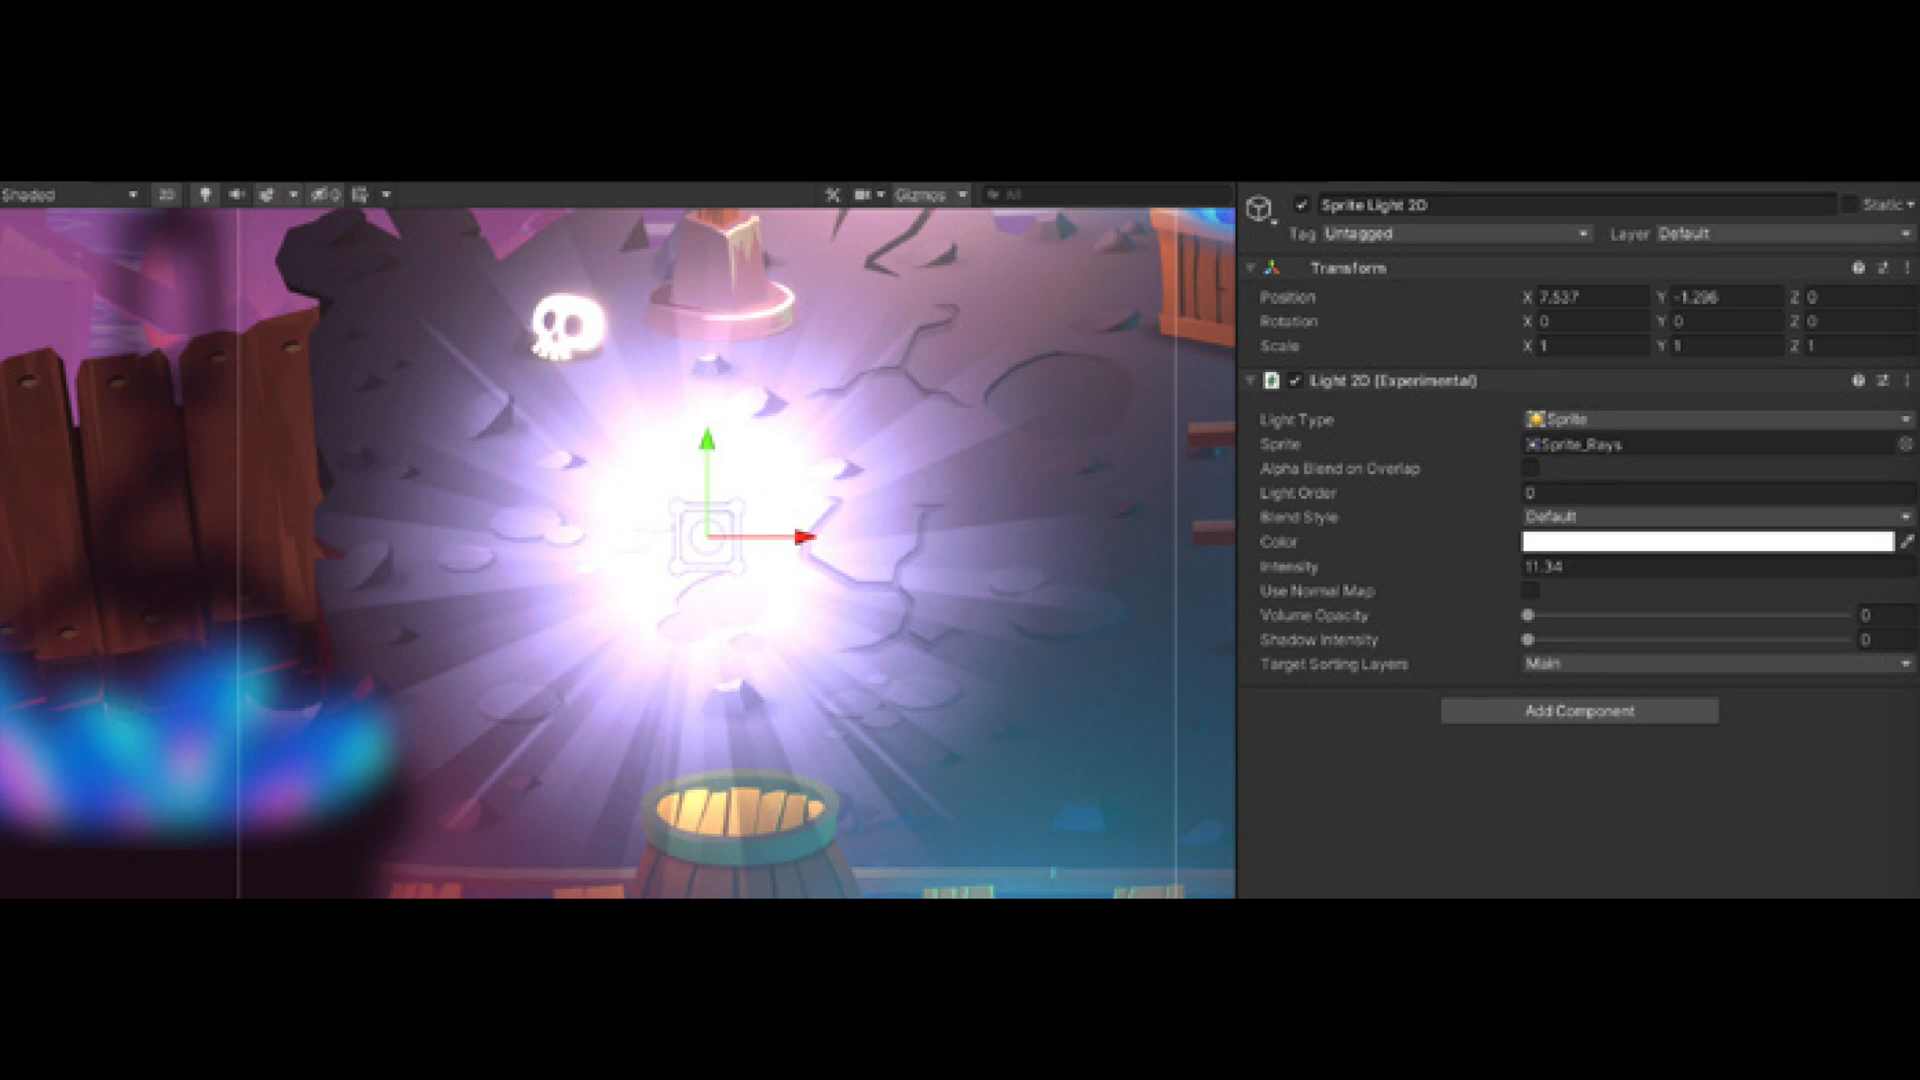 Shaded 2D 0 Gizmos All
Sprite Light 2D Static
Tag Untagged Layer Default
Transform
Position X 7.537 Y -1.296 Z 0
Rotation X 0 Y 0 Z 0
Scale X 1 Y 1 Z 1
Light 2D (Experimental)
Light Type Sprite
Sprite Sprite_Rays
Alpha Blend on Overlap
Light Order 0
Blend Style Default
Color
Intensity 11.34
Use Normal Map
Volume Opacity 0
Shadow Intensity 0
Target Sorting Layers Main
Add Component